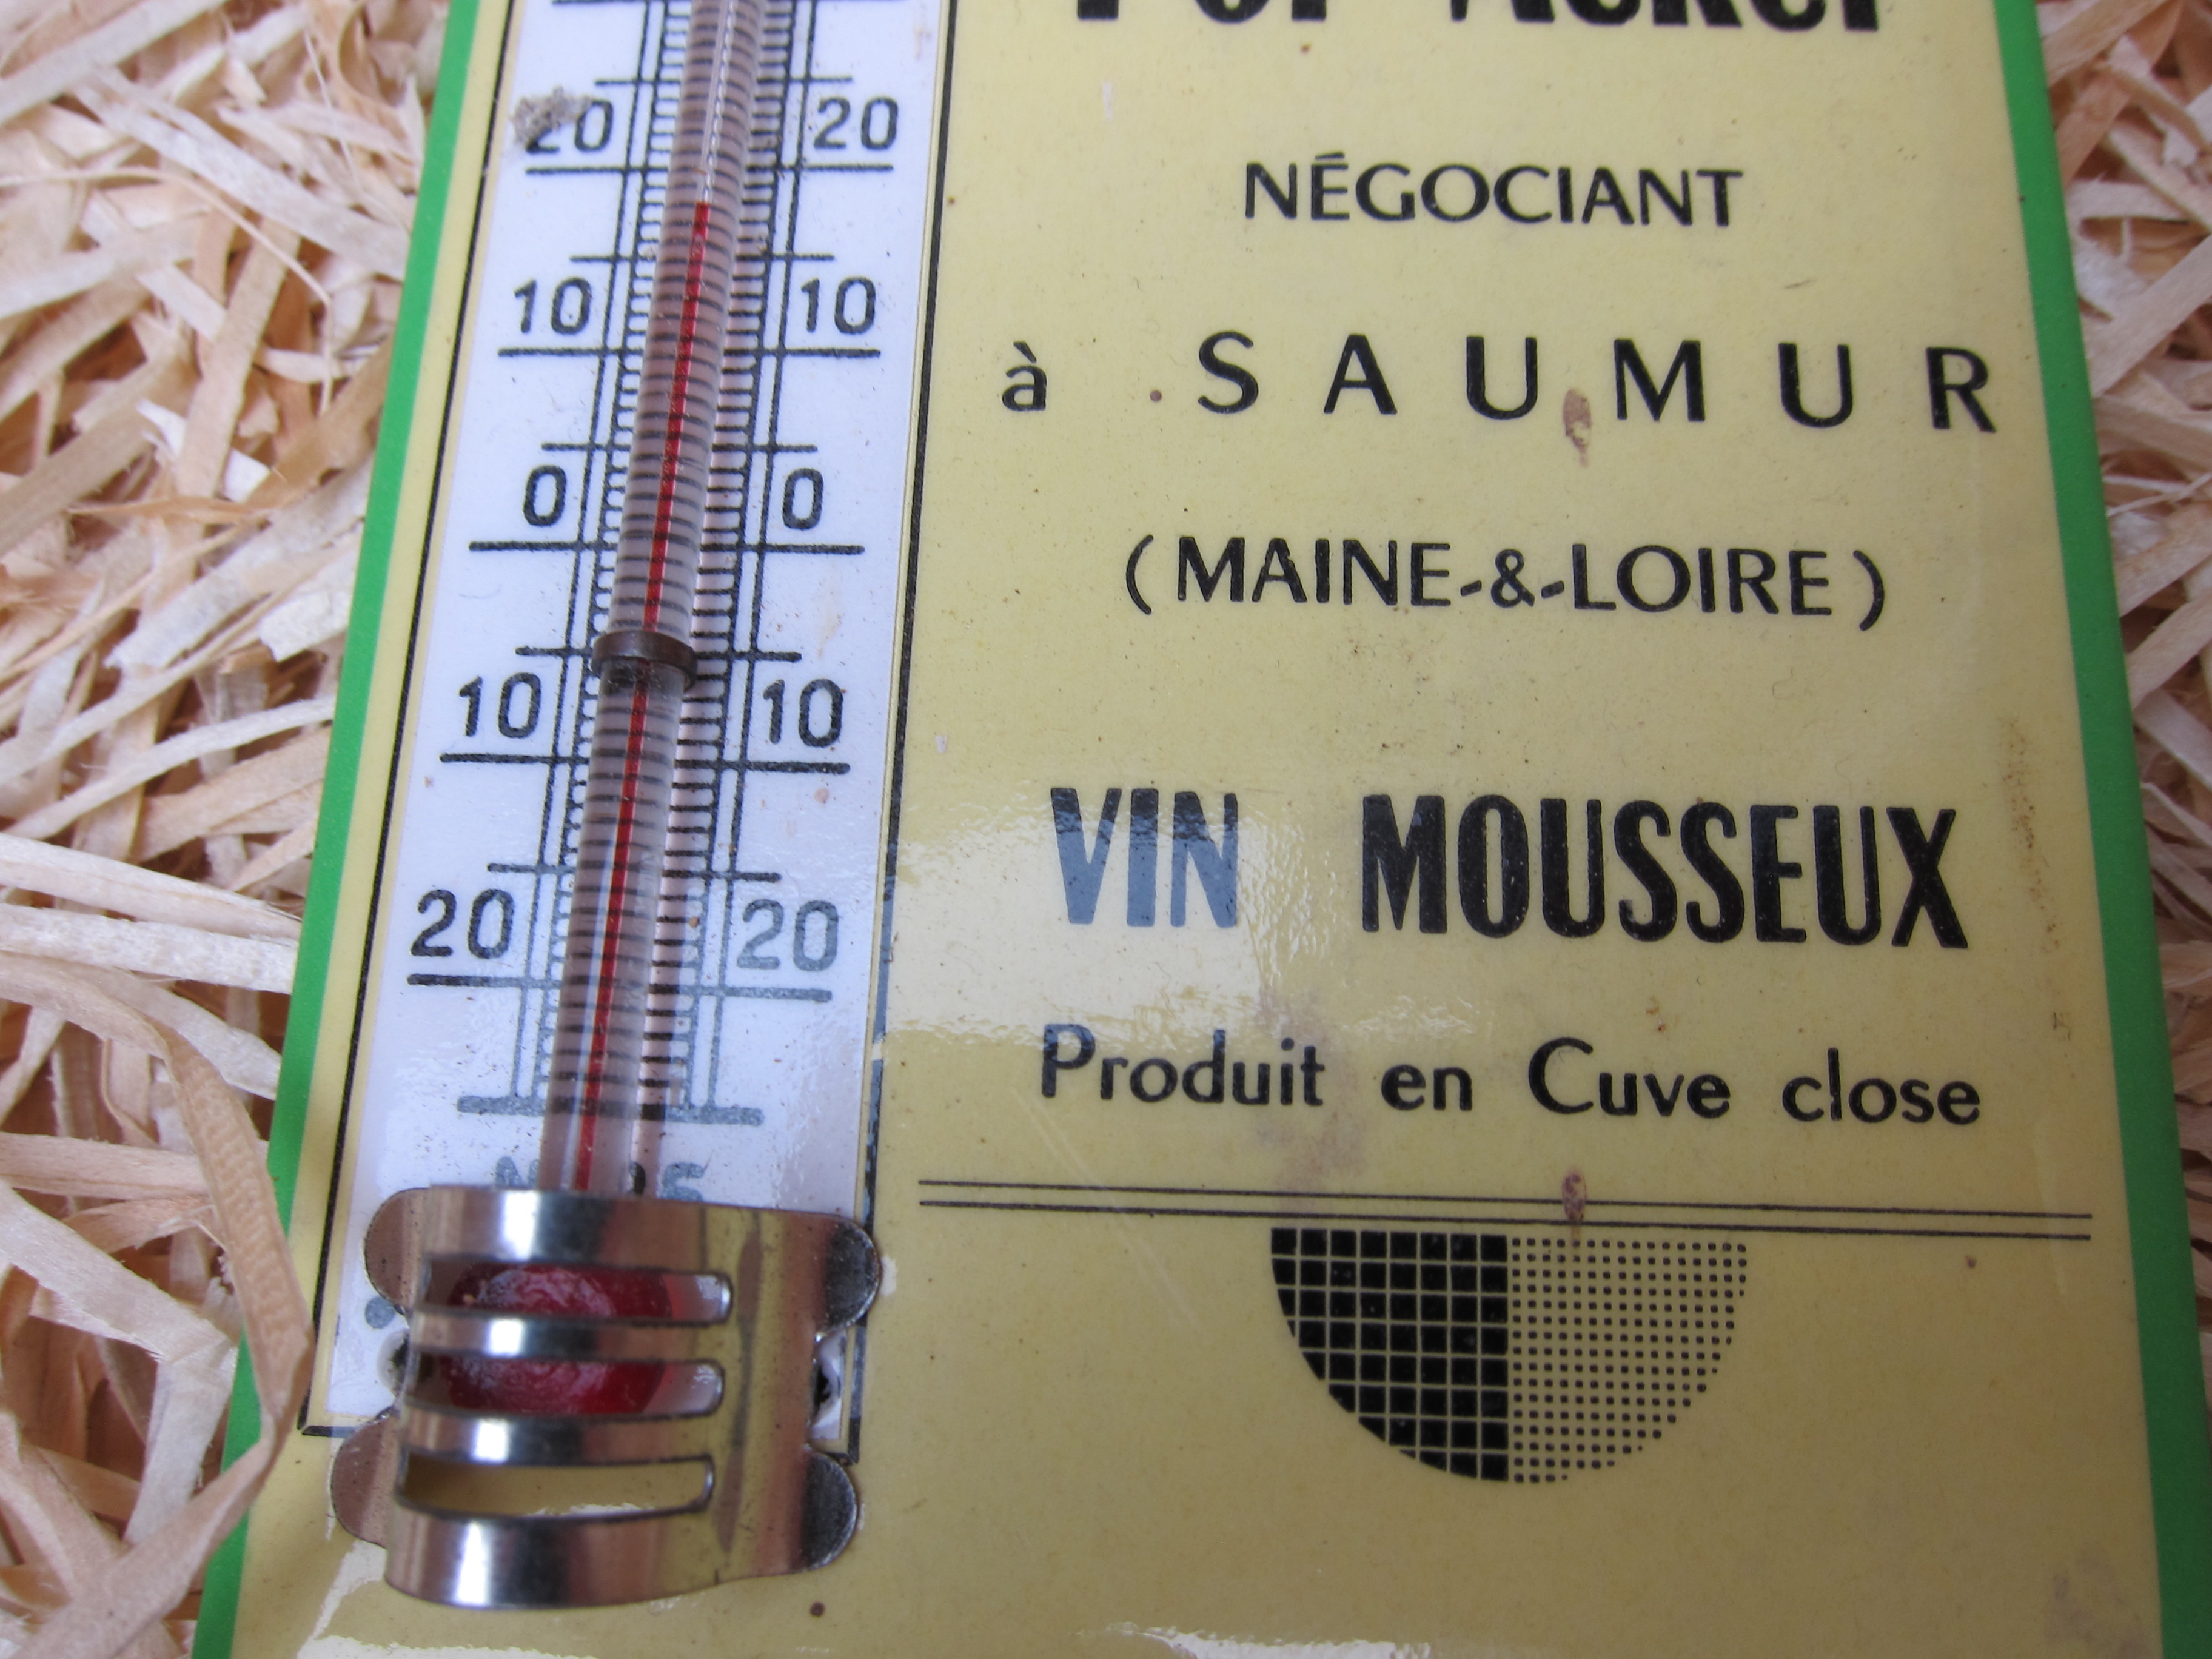 20 20
10 10
0 0
10 10
20 20
NÉGOCIANT
à SAUMUR
(MAINE-&-LOIRE)
VIN MOUSSEUX
Produit en Cuve close